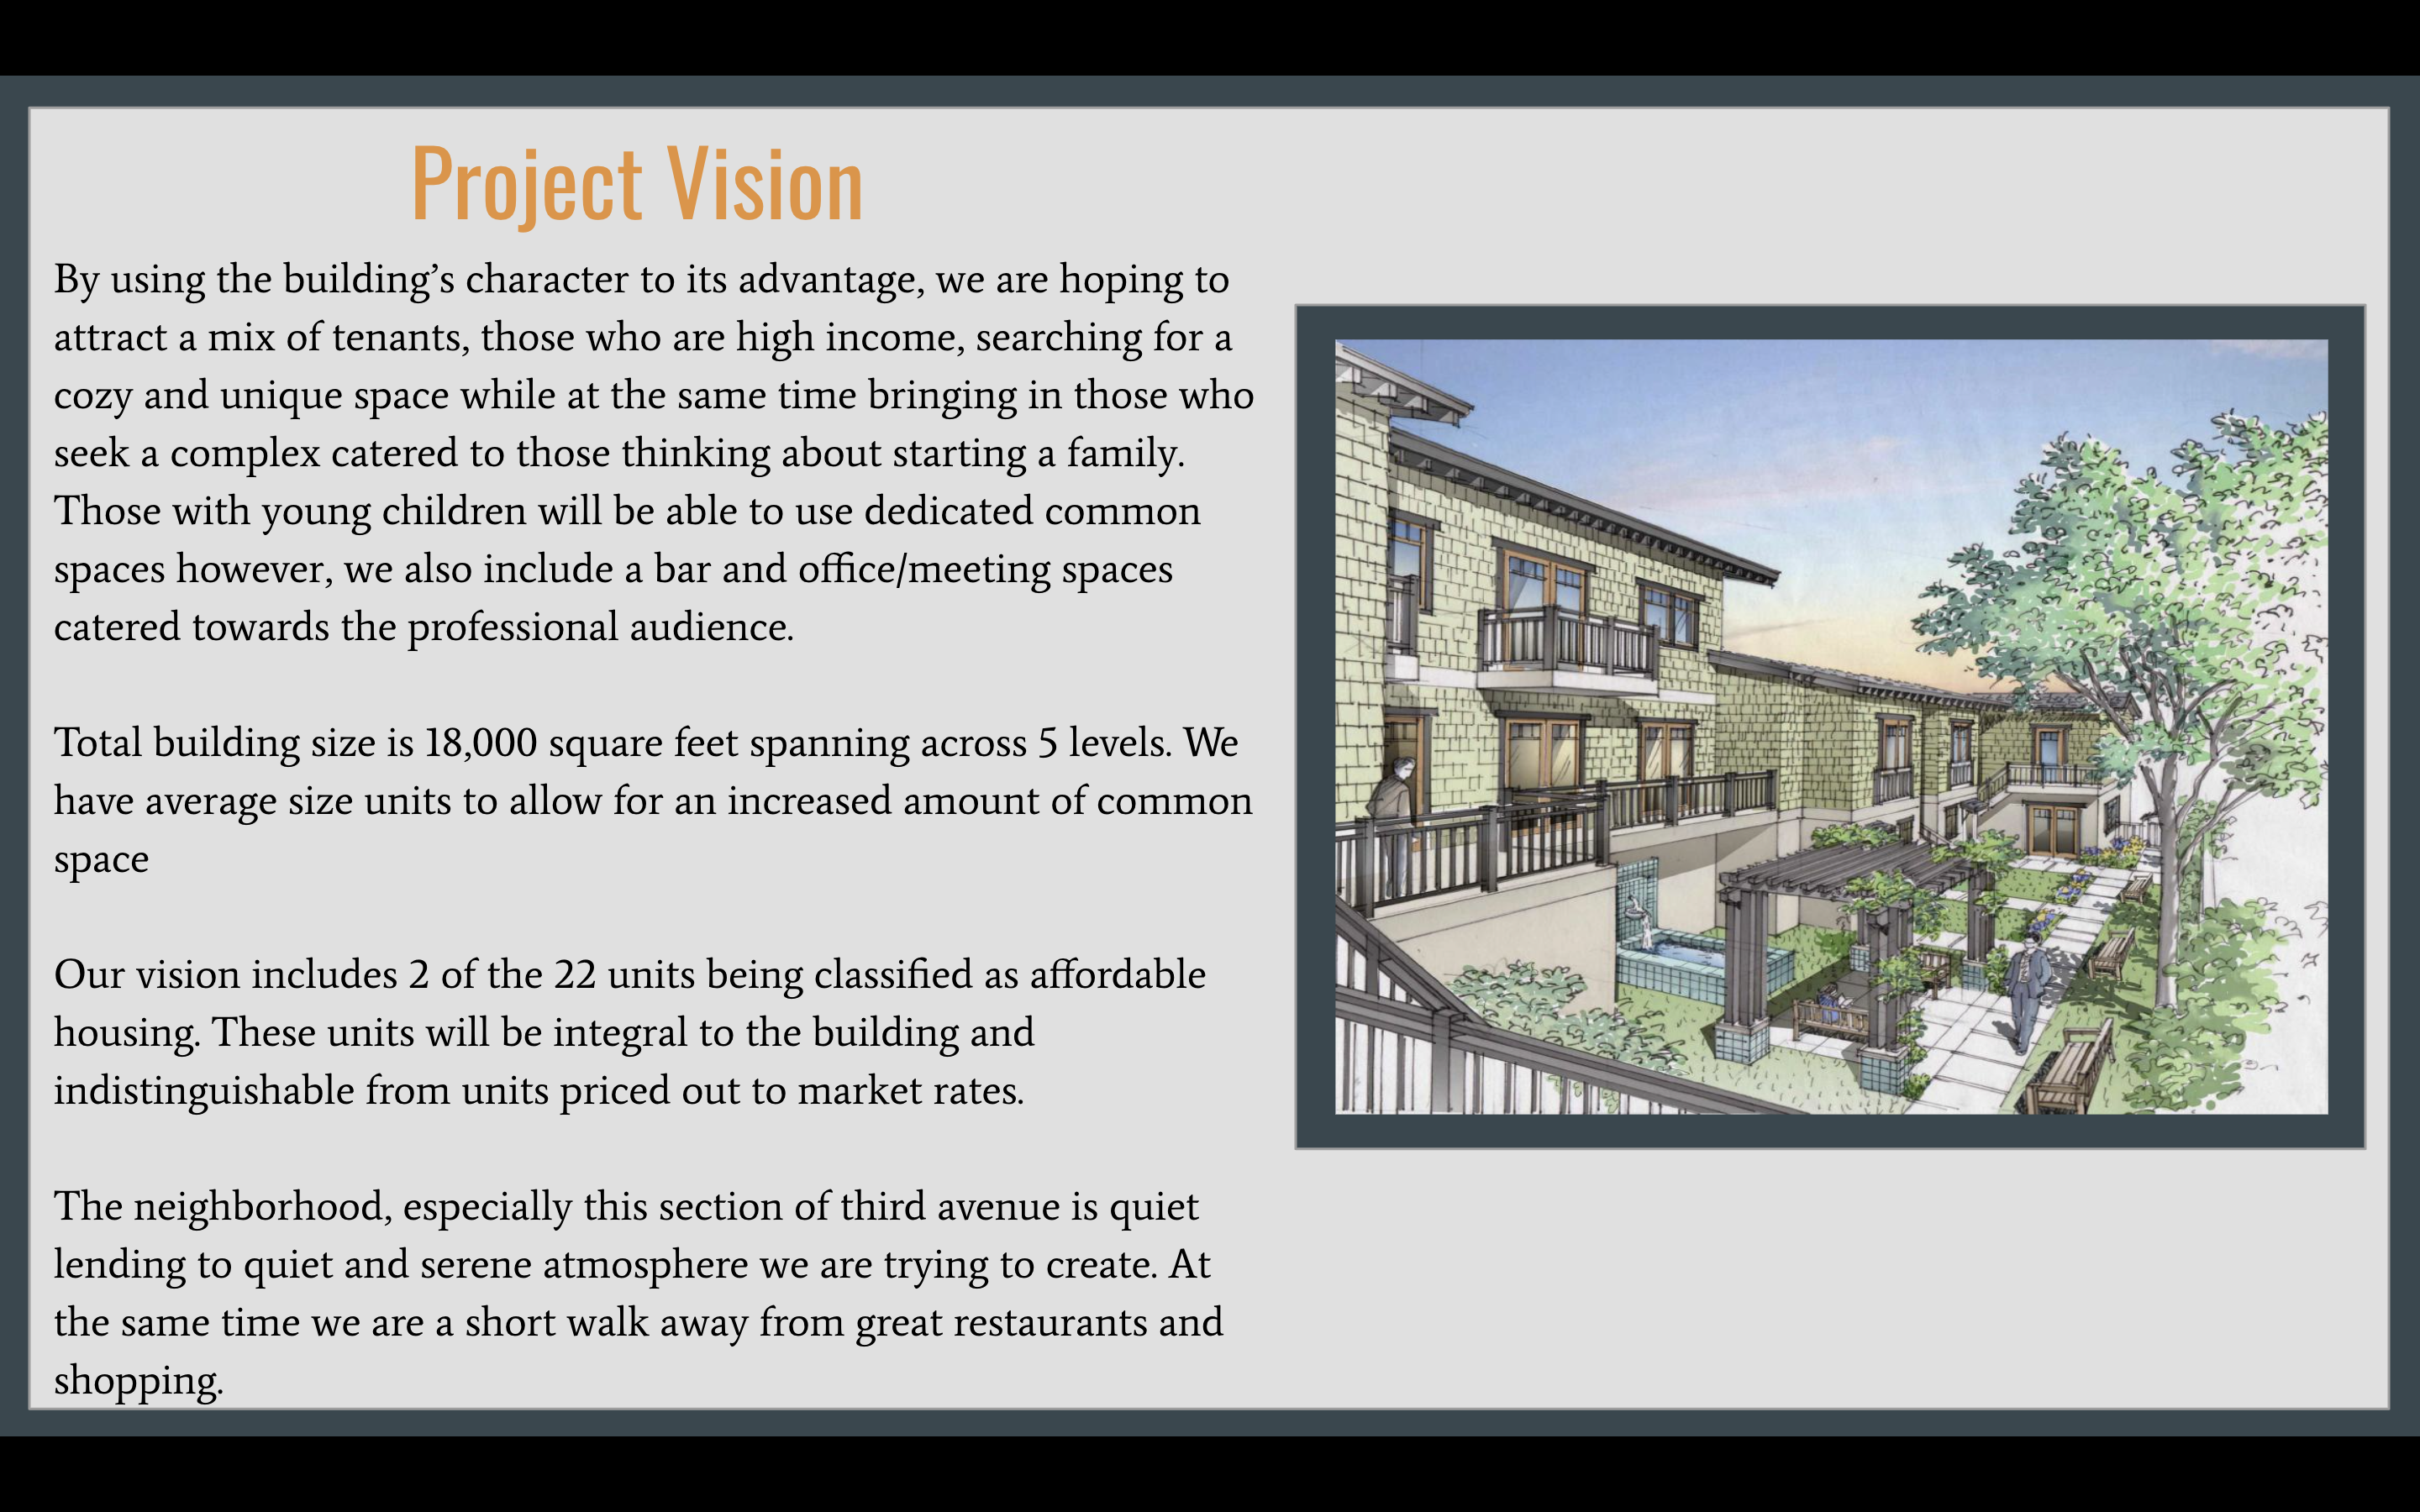 Project Vision
By using the building’s character to its advantage, we are hoping to
attract a mix of tenants, those who are high income, searching for a
cozy and unique space while at the same time bringing in those who
seek a complex catered to those thinking about starting a family.
Those with young children will be able to use dedicated common
spaces however, we also include a bar and office/meeting spaces
catered towards the professional audience.
Total building size is 18,000 square feet spanning across 5 levels. We
have average size units to allow for an increased amount of common
space
Our vision includes 2 of the 22 units being classified as affordable
housing. These units will be integral to the building and
indistinguishable from units priced out to market rates.
The neighborhood, especially this section of third avenue is quiet
lending to quiet and serene atmosphere we are trying to create. At
the same time we are a short walk away from great restaurants and
shopping.